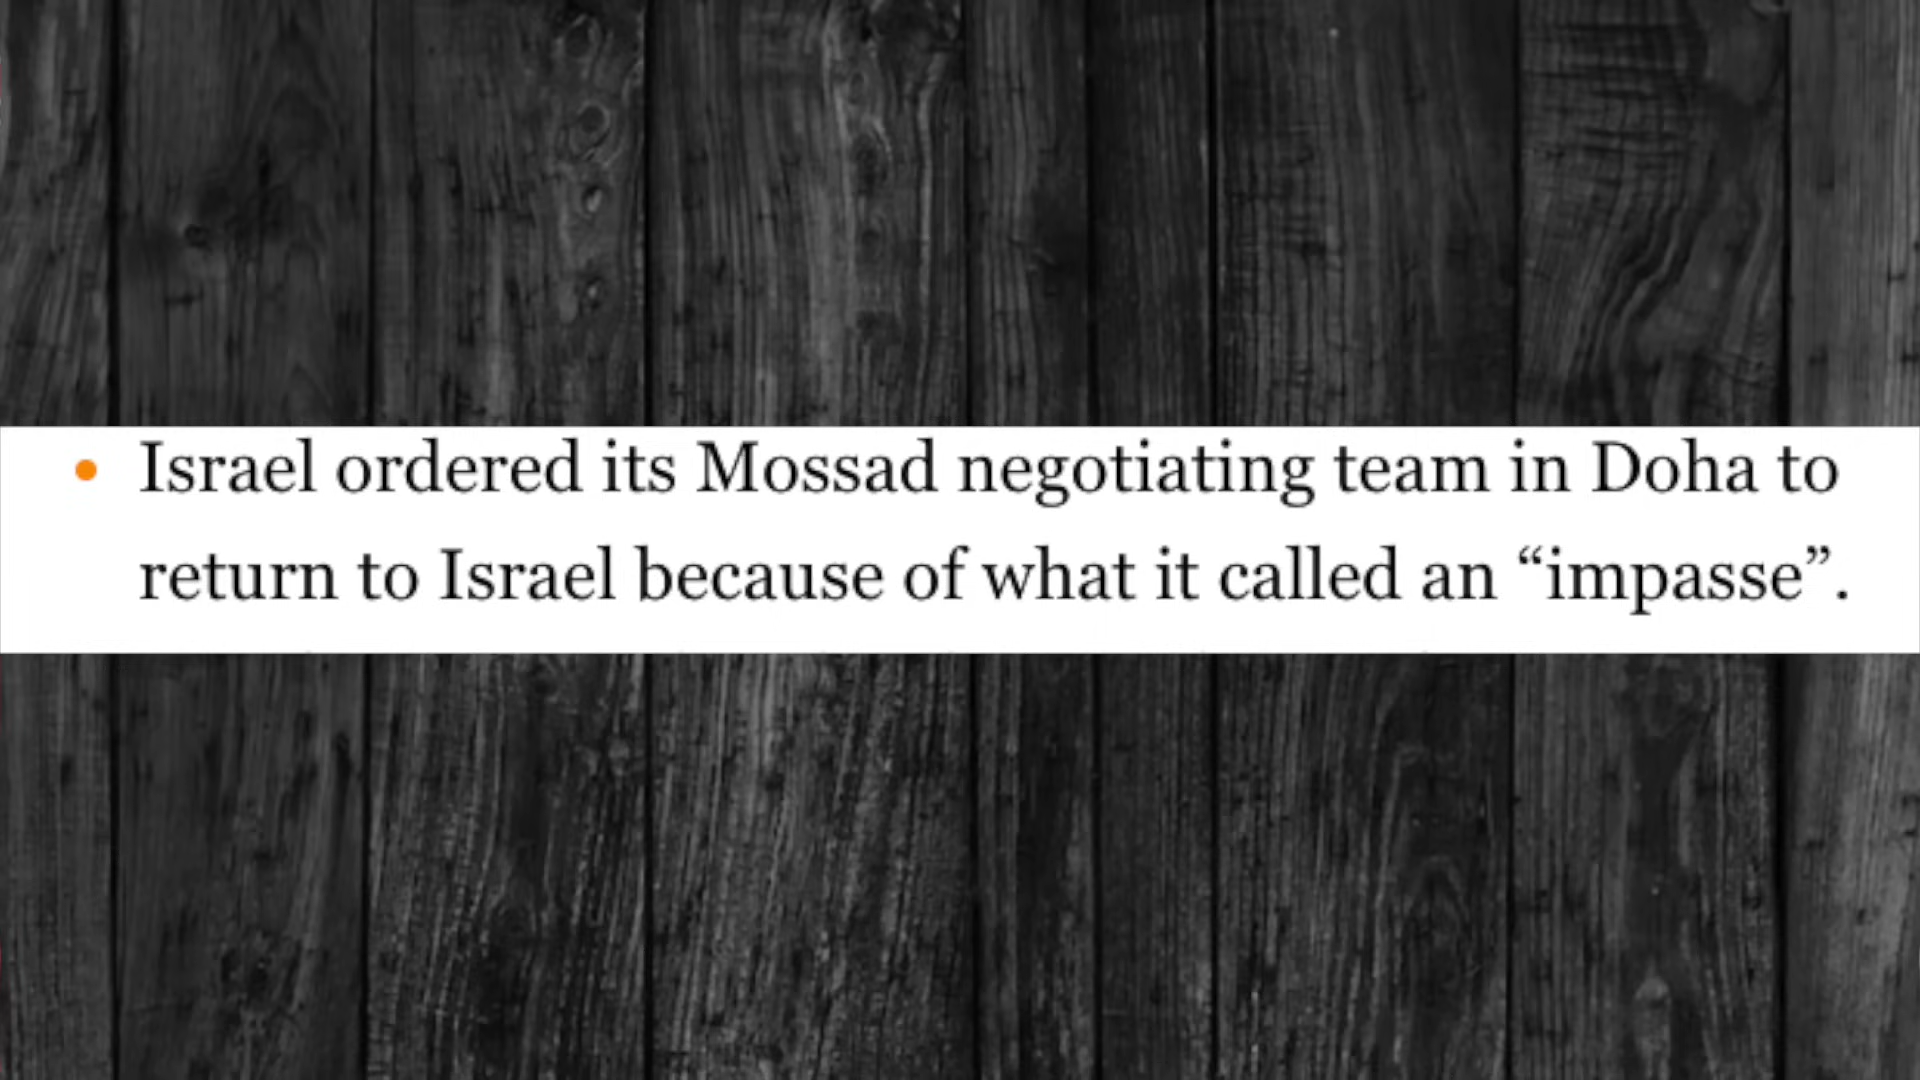 • Israel ordered its Mossad negotiating team in Doha to
return to Israel because of what it called an “impasse”.